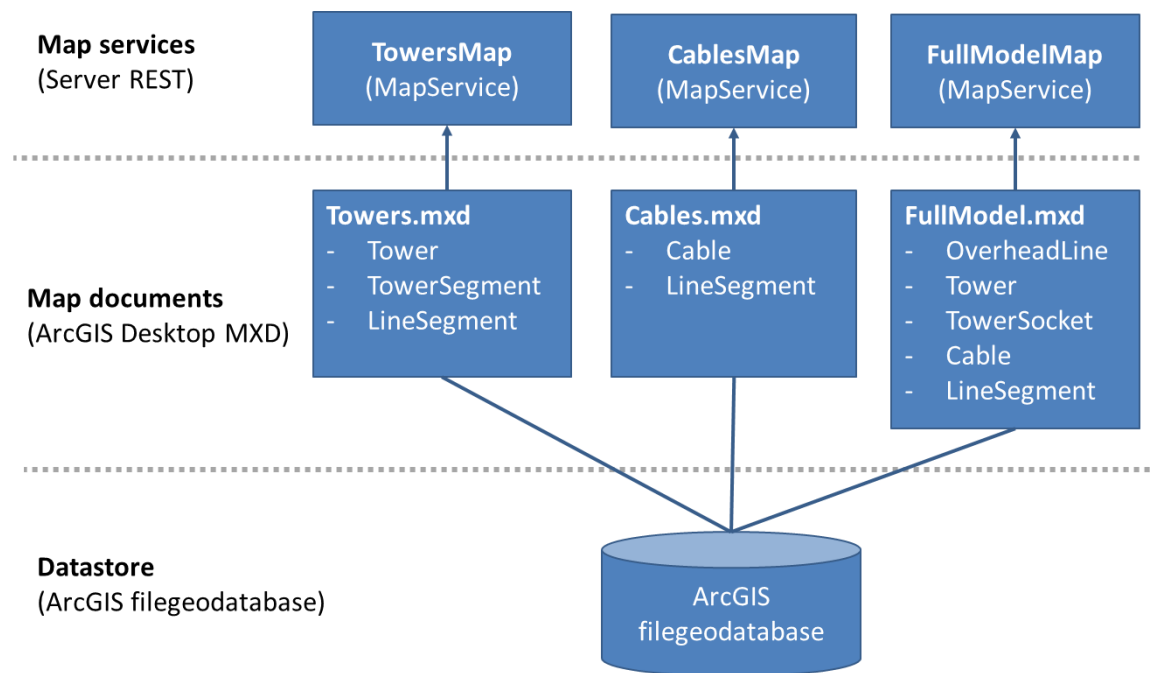 Map services
(Server REST)
TowersMap
(MapService)
CablesMap
(MapService)
FullModelMap
(MapService)
Map documents
(ArcGIS Desktop MXD)
Towers.mxd
- Tower
- TowerSegment
- LineSegment
Cables.mxd
- Cable
- LineSegment
FullModel.mxd
- OverheadLine
- Tower
- TowerSocket
- Cable
- LineSegment
Datastore
(ArcGIS filegeodatabase)
ArcGIS
filegeodatabase